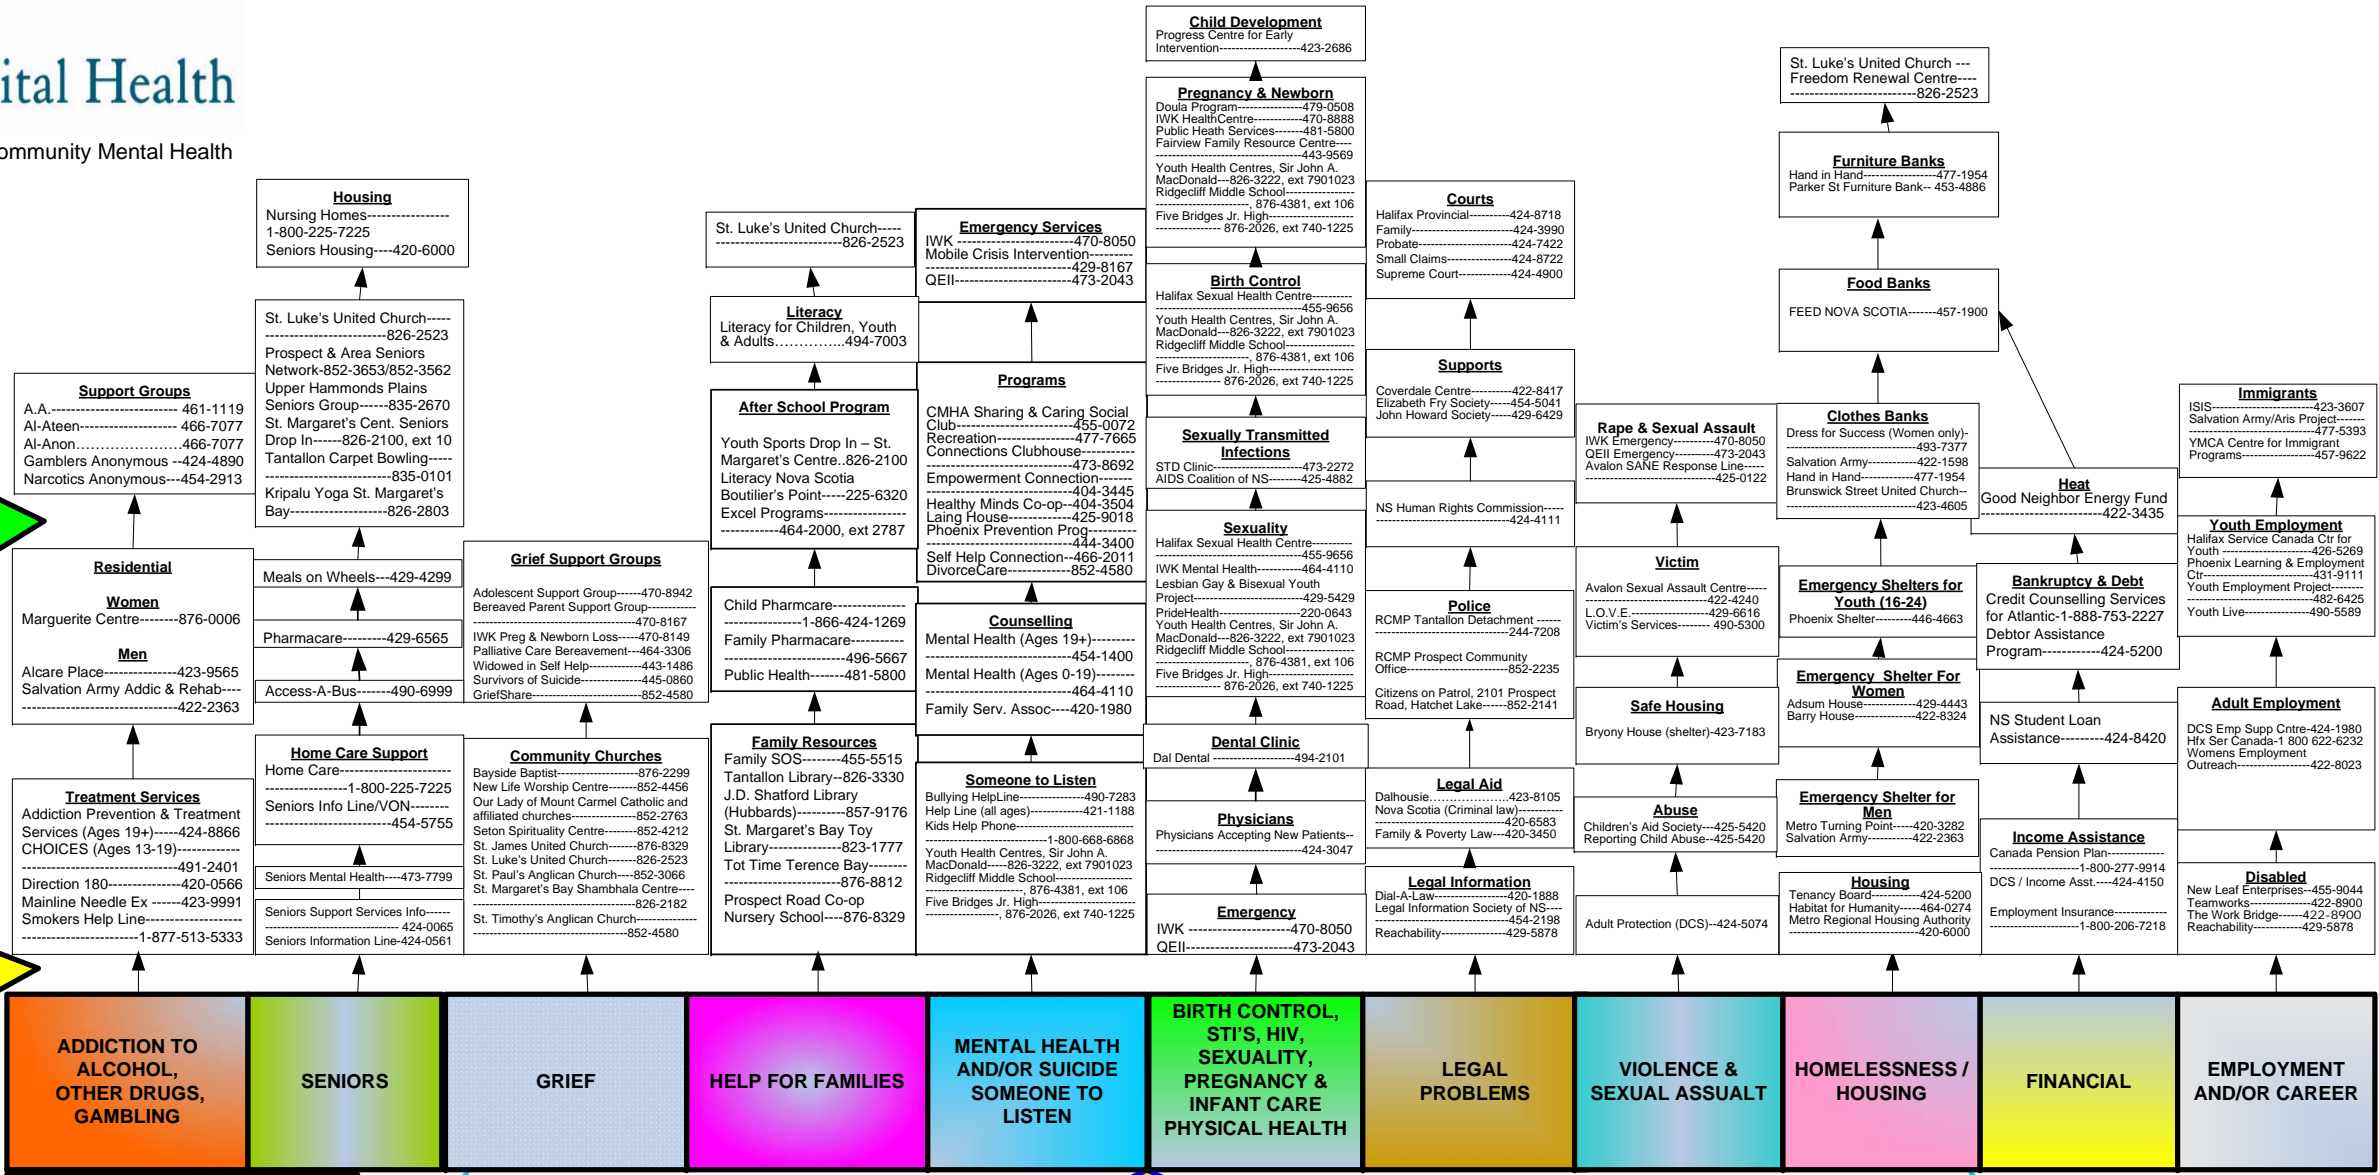 ital Health
ommunity Mental Health
Support Groups
A.A.-------------------------- 461-1119
Al-Ateen---------------------- 466-7077
Al-Anon…………………..466-7077
Gamblers Anonymous --424-4890
Narcotics Anonymous---454-2913
Residential
Women
Marguerite Centre--------876-0006
Men
Alcare Place---------------423-9565
Salvation Army Addic & Rehab----
--------------------------------422-2363
Treatment Services
Addiction Prevention & Treatment
Services (Ages 19+)-----424-8866
CHOICES (Ages 13-19)-------------
--------------------------------491-2401
Direction 180---------------420-0566
Mainline Needle Ex ------423-9991
Smokers Help Line--------------------
------------------------1-877-513-5333
ADDICTION TO
ALCOHOL,
OTHER DRUGS,
GAMBLING
Housing
Nursing Homes-----------------
1-800-225-7225
Seniors Housing----420-6000
St. Luke's United Church-----
-------------------------826-2523
Prospect & Area Seniors
Network-852-3653/852-3562
Upper Hammonds Plains
Seniors Group------835-2670
St. Margaret's Cent. Seniors
Drop In------826-2100, ext 10
Tantallon Carpet Bowling-----
--------------------------835-0101
Kripalu Yoga St. Margaret's
Bay--------------------826-2803
Meals on Wheels---429-4299
Pharmacare---------429-6565
Access-A-Bus-------490-6999
Home Care Support
Home Care-----------------------
-----------------1-800-225-7225
Seniors Info Line/VON--------
--------------------------454-5755
Seniors Mental Health----473-7799
Seniors Support Services Info------
-------------------------- 424-0065
Seniors Information Line-424-0561
SENIORS
Grief Support Groups
Adolescent Support Group------470-8942
Bereaved Parent Support Group------------
--------------------------------470-8167
IWK Preg & Newborn Loss-----470-8149
Palliative Care Bereavement---464-3306
Widowed in Self Help------------443-1486
Survivors of Suicide--------------445-0860
GriefShare--------------------------852-4580
Community Churches
Bayside Baptist--------------------876-2299
New Life Worship Centre-------852-4456
Our Lady of Mount Carmel Catholic and
affiliated churches----------------852-2763
Seton Spirituality Centre--------852-4212
St. James United Church-------876-8329
St. Luke's United Church-------826-2523
St. Paul's Anglican Church----852-3066
St. Margaret's Bay Shambhala Centre----
----------------------------------------826-2182
St. Timothy's Anglican Church---------------
--------------------------------------852-4580
GRIEF
St. Luke's United Church-----
--------------------------826-2523
Literacy
Literacy for Children, Youth
& Adults…………..494-7003
After School Program
Youth Sports Drop In – St.
Margaret's Centre..826-2100
Literacy Nova Scotia
Boutilier's Point-----225-6320
Excel Programs-----------------
------------464-2000, ext 2787
Child Pharmcare---------------
----------------1-866-424-1269
Family Pharmacare-----------
-------------------------496-5667
Public Health------481-5800
Family Resources
Family SOS-------455-5515
Tantallon Library--826-3330
J.D. Shatford Library
(Hubbards)----------857-9176
St. Margaret's Bay Toy
Library---------------823-1777
Tot Time Terence Bay--------
------------------------876-8812
Prospect Road Co-op
Nursery School----876-8329
HELP FOR FAMILIES
Emergency Services
IWK ------------------------470-8050
Mobile Crisis Intervention---------
------------------------------429-8167
QEII------------------------473-2043
Programs
CMHA Sharing & Caring Social
Club------------------------455-0072
Recreation----------------477-7665
Connections Clubhouse-----------
------------------------------473-8692
Empowerment Connection-------
------------------------------404-3445
Healthy Minds Co-op--404-3504
Laing House-------------425-9018
Phoenix Prevention Prog----------
------------------------------444-3400
Self Help Connection--466-2011
DivorceCare------------852-4580
Counselling
Mental Health (Ages 19+)---------
------------------------------454-1400
Mental Health (Ages 0-19)--------
------------------------------464-4110
Family Serv. Assoc----420-1980
Someone to Listen
Bullying HelpLine----------------490-7283
Help Line (all ages)-------------421-1188
Kids Help Phone-----------------------------
------------------------------1-800-668-6868
Youth Health Centres, Sir John A.
MacDonald-----826-3222, ext 7901023
Ridgecliff Middle School-------------------
------------------------, 876-4381, ext 106
Five Bridges Jr. High------------------------
------------------, 876-2026, ext 740-1225
MENTAL HEALTH
AND/OR SUICIDE
SOMEONE TO
LISTEN
Child Development
Progress Centre for Early
Intervention--------------------423-2686
Pregnancy & Newborn
Doula Program----------------479-0508
IWK HealthCentre------------470-8888
Public Heath Services-------481-5800
Fairview Family Resource Centre----
------------------------------------443-9569
Youth Health Centres, Sir John A.
MacDonald---826-3222, ext 7901023
Ridgecliff Middle School-----------------
-----------------------, 876-4381, ext 106
Five Bridges Jr. High---------------------
---------------- 876-2026, ext 740-1225
Birth Control
Halifax Sexual Health Centre----------
------------------------------------455-9656
Youth Health Centres, Sir John A.
MacDonald---826-3222, ext 7901023
Ridgecliff Middle School-----------------
-----------------------, 876-4381, ext 106
Five Bridges Jr. High---------------------
---------------- 876-2026, ext 740-1225
Sexually Transmitted
Infections
STD Clinic----------------------473-2272
AIDS Coalition of NS--------425-4882
Sexuality
Halifax Sexual Health Centre----------
------------------------------------455-9656
IWK Mental Health-----------464-4110
Lesbian Gay & Bisexual Youth
Project---------------------------429-5429
PrideHealth--------------------220-0643
Youth Health Centres, Sir John A.
MacDonald---826-3222, ext 7901023
Ridgecliff Middle School-----------------
-----------------------, 876-4381, ext 106
Five Bridges Jr. High---------------------
---------------- 876-2026, ext 740-1225
Dental Clinic
Dal Dental --------------------494-2101
Physicians
Physicians Accepting New Patients--
------------------------------------424-3047
Emergency
IWK ---------------------470-8050
QEII----------------------473-2043
BIRTH CONTROL,
STI'S, HIV,
SEXUALITY,
PREGNANCY &
INFANT CARE
PHYSICAL HEALTH
Courts
Halifax Provincial----------424-8718
Family-------------------------424-3990
Probate-----------------------424-7422
Small Claims----------------424-8722
Supreme Court-------------424-4900
Supports
Coverdale Centre----------422-8417
Elizabeth Fry Society------454-5041
John Howard Society-----429-6429
NS Human Rights Commission-----
---------------------------------424-4111
Police
RCMP Tantallon Detachment ------
---------------------------------244-7208
RCMP Prospect Community
Office-------------------------852-2235
Citizens on Patrol, 2101 Prospect
Road, Hatchet Lake------852-2141
Legal Aid
Dalhousie………………..423-8105
Nova Scotia (Criminal law)-----------
--------------------------------420-6583
Family & Poverty Law---420-3450
Legal Information
Dial-A-Law------------------420-1888
Legal Information Society of NS----
---------------------------------454-2198
Reachability-----------------429-5878
LEGAL
PROBLEMS
Rape & Sexual Assault
IWK Emergency----------470-8050
QEII Emergency----------473-2043
Avalon SANE Response Line-----
--------------------------------425-0122
Victim
Avalon Sexual Assault Centre-----
------------------------------422-4240
L.O.V.E.--------------------429-6616
Victim's Services-------- 490-5300
Safe Housing
Bryony House (shelter)-423-7183
Abuse
Children's Aid Society---425-5420
Reporting Child Abuse--425-5420
Adult Protection (DCS)--424-5074
VIOLENCE &
SEXUAL ASSUALT
St. Luke's United Church ---
Freedom Renewal Centre----
--------------------------826-2523
Furniture Banks
Hand in Hand------------------477-1954
Parker St Furniture Bank-- 453-4886
Food Banks
FEED NOVA SCOTIA-------457-1900
Clothes Banks
Dress for Success (Women only)-
--------------------------------493-7377
Salvation Army------------422-1598
Hand in Hand-------------477-1954
Brunswick Street United Church--
--------------------------------423-4605
Emergency Shelters for
Youth (16-24)
Phoenix Shelter---------446-4663
Emergency Shelter For
Women
Adsum House------------429-4443
Barry House---------------422-8324
Emergency Shelter for
Men
Metro Turning Point-----420-3282
Salvation Army-----------422-2363
Housing
Tenancy Board------------424-5200
Habitat for Humanity-----464-0274
Metro Regional Housing Authority
--------------------------------420-6000
HOMELESSNESS /
HOUSING
Heat
Good Neighbor Energy Fund
--------------------422-3435
Bankruptcy & Debt
Credit Counselling Services
for Atlantic-1-888-753-2227
Debtor Assistance
Program------------424-5200
NS Student Loan
Assistance---------424-8420
Income Assistance
Canada Pension Plan--------------
----------------------1-800-277-9914
DCS / Income Asst.----424-4150
Employment Insurance-------------
----------------------1-800-206-7218
FINANCIAL
Immigrants
ISIS-------------------------423-3607
Salvation Army/Aris Project-------
-------------------------------477-5393
YMCA Centre for Immigrant
Programs------------------457-9622
Youth Employment
Halifax Service Canada Ctr for
Youth ----------------------426-5269
Phoenix Learning & Employment
Ctr---------------------------431-9111
Youth Employment Project--------
-------------------------------482-6425
Youth Live-----------------490-5589
Adult Employment
DCS Emp Supp Cntre-424-1980
Hfx Ser Canada-1 800 622-6232
Womens Employment
Outreach------------------422-8023
Disabled
New Leaf Enterprises--455-9044
Teamworks---------------422-8900
The Work Bridge------422-8900
Reachability------------429-5878
EMPLOYMENT
AND/OR CAREER